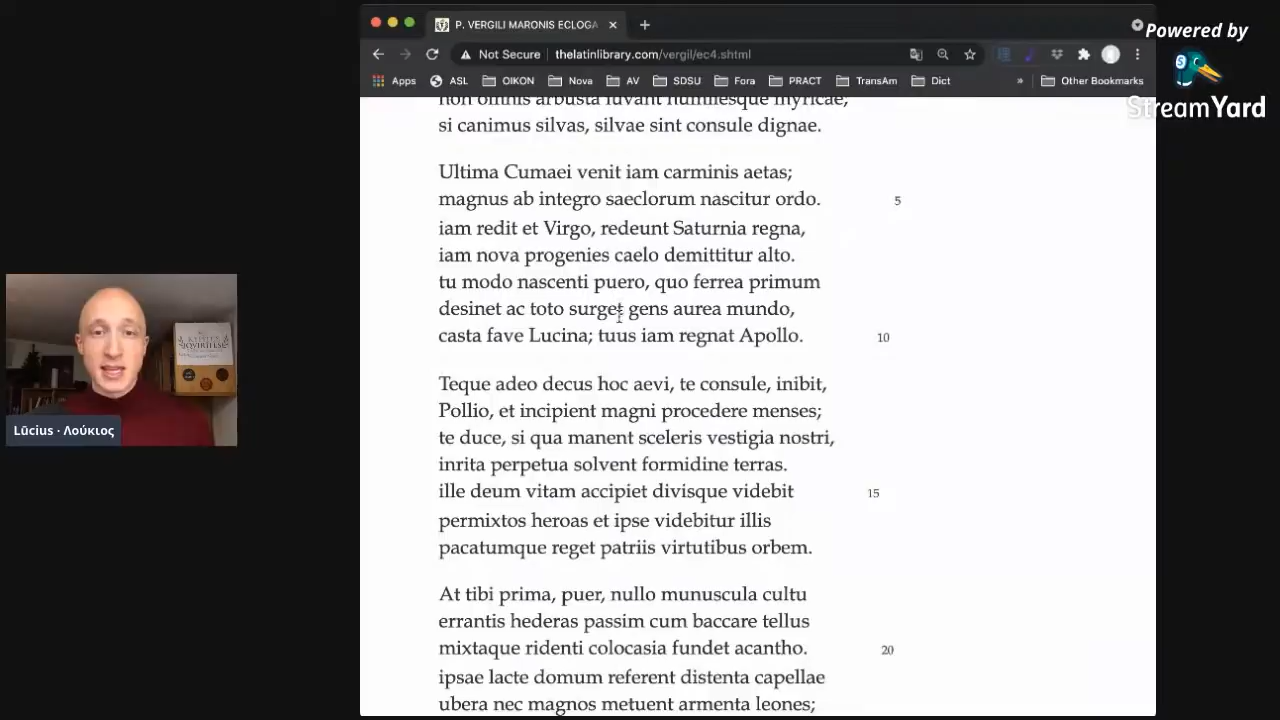 P. VERGILI MARONIS ECLOGA
Not Secure
thelatinlibrary.com/vergil/ec4.shtml
Apps
ASL
OIKON
Nova
AV
SDSU
Fora
PRACT
TransAm
Dict
»
Other Bookmarks
Powered by
StreamYard
non omnis arbusta iuvant humilesque myricae;
si canimus silvas, silvae sint consule dignae.
Ultima Cumaei venit iam carminis aetas;
magnus ab integro saeclorum nascitur ordo. 5
iam redit et Virgo, redeunt Saturnia regna,
iam nova progenies caelo demittitur alto.
tu modo nascenti puero, quo ferrea primum
desinet ac toto surget gens aurea mundo,
casta fave Lucina; tuus iam regnat Apollo. 10
Teque adeo decus hoc aevi, te consule, inibit,
Pollio, et incipient magni procedere menses;
te duce, si qua manent sceleris vestigia nostri,
inrita perpetua solvent formidine terras.
ille deum vitam accipiet divisque videbit 15
permixtos heroas et ipse videbitur illis
pacatumque reget patriis virtutibus orbem.
At tibi prima, puer, nullo munuscula cultu
errantis hederas passim cum baccare tellus
mixtaque ridenti colocasia fundet acantho. 20
ipsae lacte domum referent distenta capellae
ubera nec magnos metuent armenta leones;
Lūcius · Λούκιος